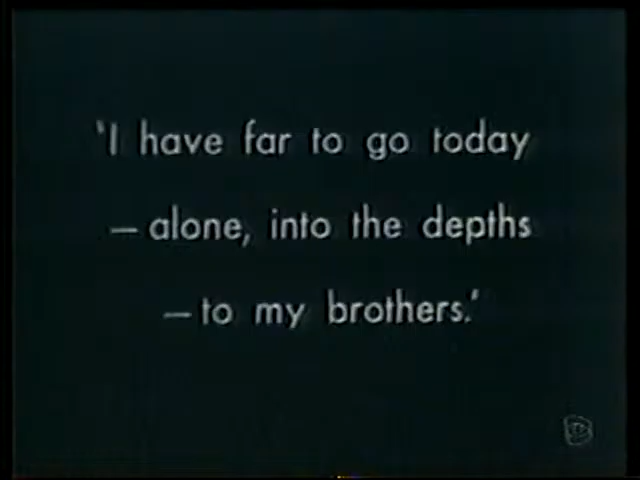 'I have far to go today
– alone, into the depths
– to my brothers.'